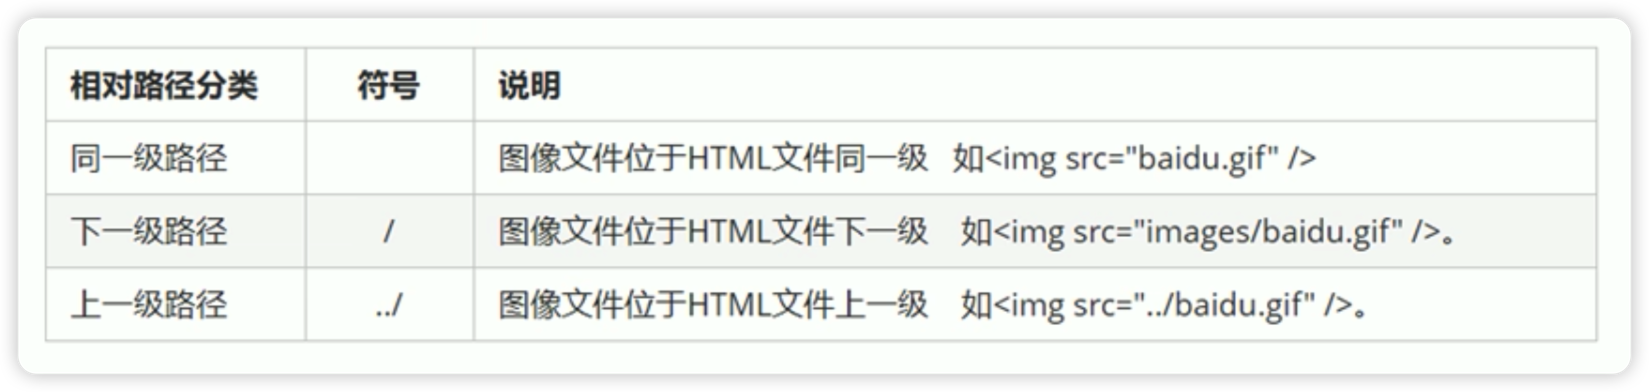 相对路径分类 符号 说明
同一级路径 图像文件位于HTML文件同一级 如<img src="baidu.gif" />
下一级路径 / 图像文件位于HTML文件下一级 如<img src="images/baidu.gif" />。
上一级路径 ../ 图像文件位于HTML文件上一级 如<img src="../baidu.gif" />。